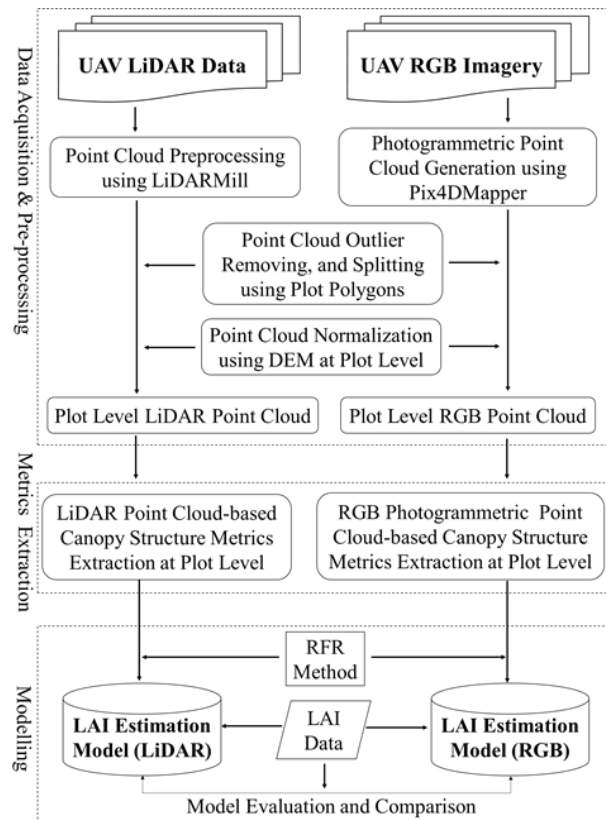 Data Acquisition & Pre-processing
UAV LiDAR Data
UAV RGB Imagery
Point Cloud Preprocessing
using LiDARMill
Photogrammetric Point
Cloud Generation using
Pix4DMapper
Point Cloud Outlier
Removing, and Splitting
using Plot Polygons
Point Cloud Normalization
using DEM at Plot Level
Plot Level LiDAR Point Cloud
Plot Level RGB Point Cloud
Metrics Extraction
LiDAR Point Cloud-based
Canopy Structure Metrics
Extraction at Plot Level
RGB Photogrammetric Point
Cloud-based Canopy Structure
Metrics Extraction at Plot Level
Modelling
RFR
Method
LAI Estimation
Model (LiDAR)
LAI
Data
LAI Estimation
Model (RGB)
Model Evaluation and Comparison